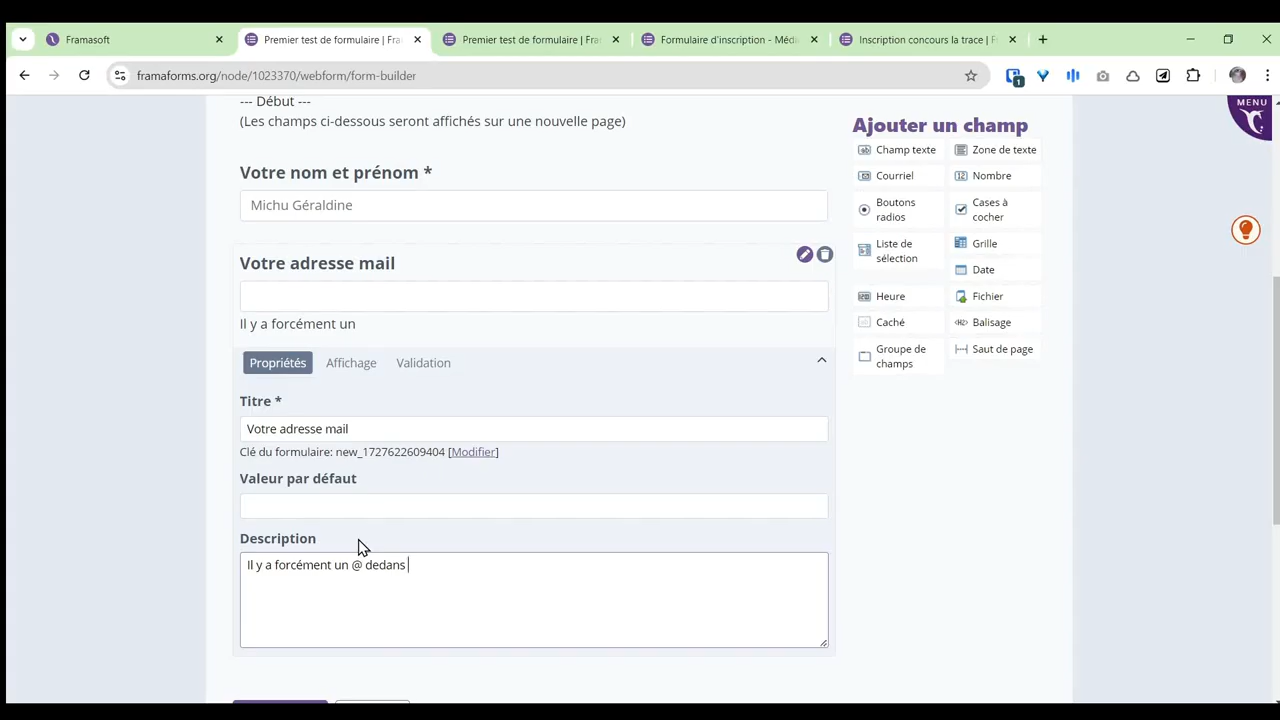 Framasoft
Premier test de formulaire | Fra
Premier test de formulaire | Fra
Formulaire d'inscription - Médi
Inscription concours la trace | F
framaforms.org/node/1023370/webform/form-builder
1
MENU
--- Début ---
(Les champs ci-dessous seront affichés sur une nouvelle page)
Votre nom et prénom *
Michu Géraldine
Votre adresse mail
Il y a forcément un
Propriétés
Affichage
Validation
Titre *
Votre adresse mail
Clé du formulaire: new_1727622609404 [Modifier]
Valeur par défaut
Description
Il y a forcément un @ dedans
Ajouter un champ
Champ texte
Zone de texte
Courriel
Nombre
Boutons
radios
Cases à
cocher
Liste de
sélection
Grille
Date
Heure
Fichier
Caché
Balisage
Groupe de
champs
Saut de page